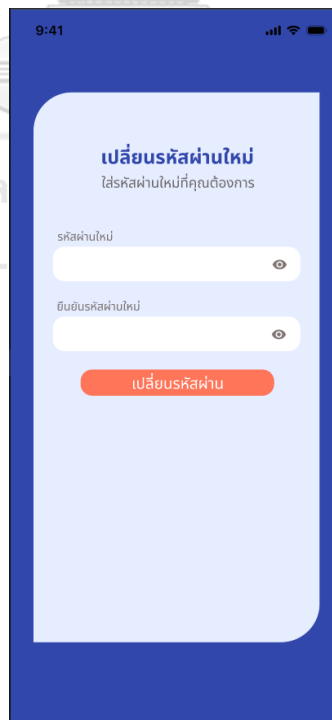 9:41
เปลี่ยนรหัสผ่านใหม่
ใส่รหัสผ่านใหม่ที่คุณต้องการ
รหัสผ่านใหม่
ยืนยันรหัสผ่านใหม่
เปลี่ยนรหัสผ่าน